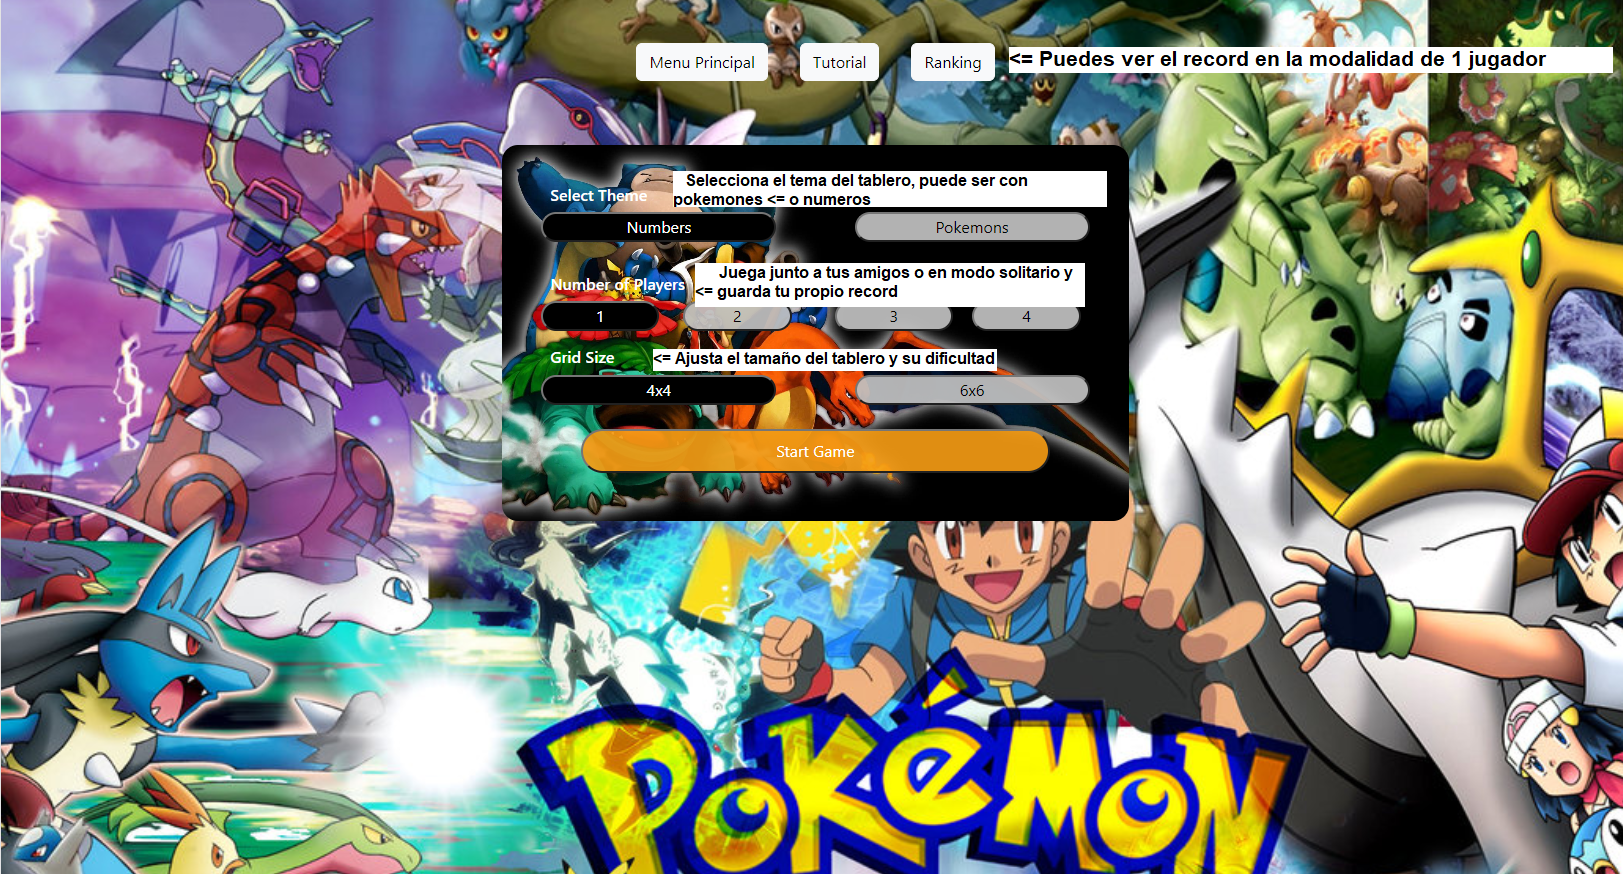 Menu Principal
Tutorial
Ranking
<= Puedes ver el record en la modalidad de 1 jugador
Select Theme
Selecciona el tema del tablero, puede ser con
pokemones <= o numeros
Numbers
Pokemons
Number of Players
Juega junto a tus amigos o en modo solitario y
<= guarda tu propio record
1
2
3
4
Grid Size
<= Ajusta el tamaño del tablero y su dificultad
4x4
6x6
Start Game
POKéMON